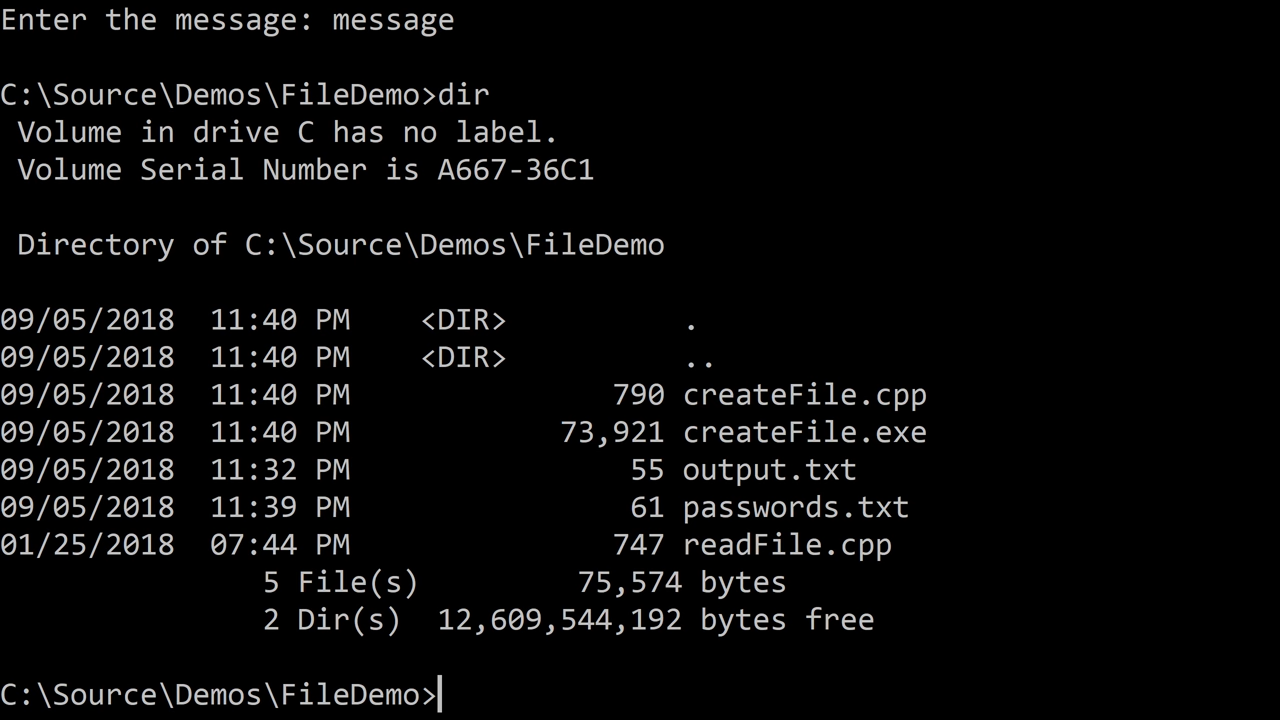 Enter the message: message
C:\Source\Demos\FileDemo>dir
 Volume in drive C has no label.
 Volume Serial Number is A667-36C1
 Directory of C:\Source\Demos\FileDemo
09/05/2018  11:40 PM    <DIR>          .
09/05/2018  11:40 PM    <DIR>          ..
09/05/2018  11:40 PM               790 createFile.cpp
09/05/2018  11:40 PM            73,921 createFile.exe
09/05/2018  11:32 PM                55 output.txt
09/05/2018  11:39 PM                61 passwords.txt
01/25/2018  07:44 PM               747 readFile.cpp
               5 File(s)         75,574 bytes
               2 Dir(s)  12,609,544,192 bytes free
C:\Source\Demos\FileDemo>